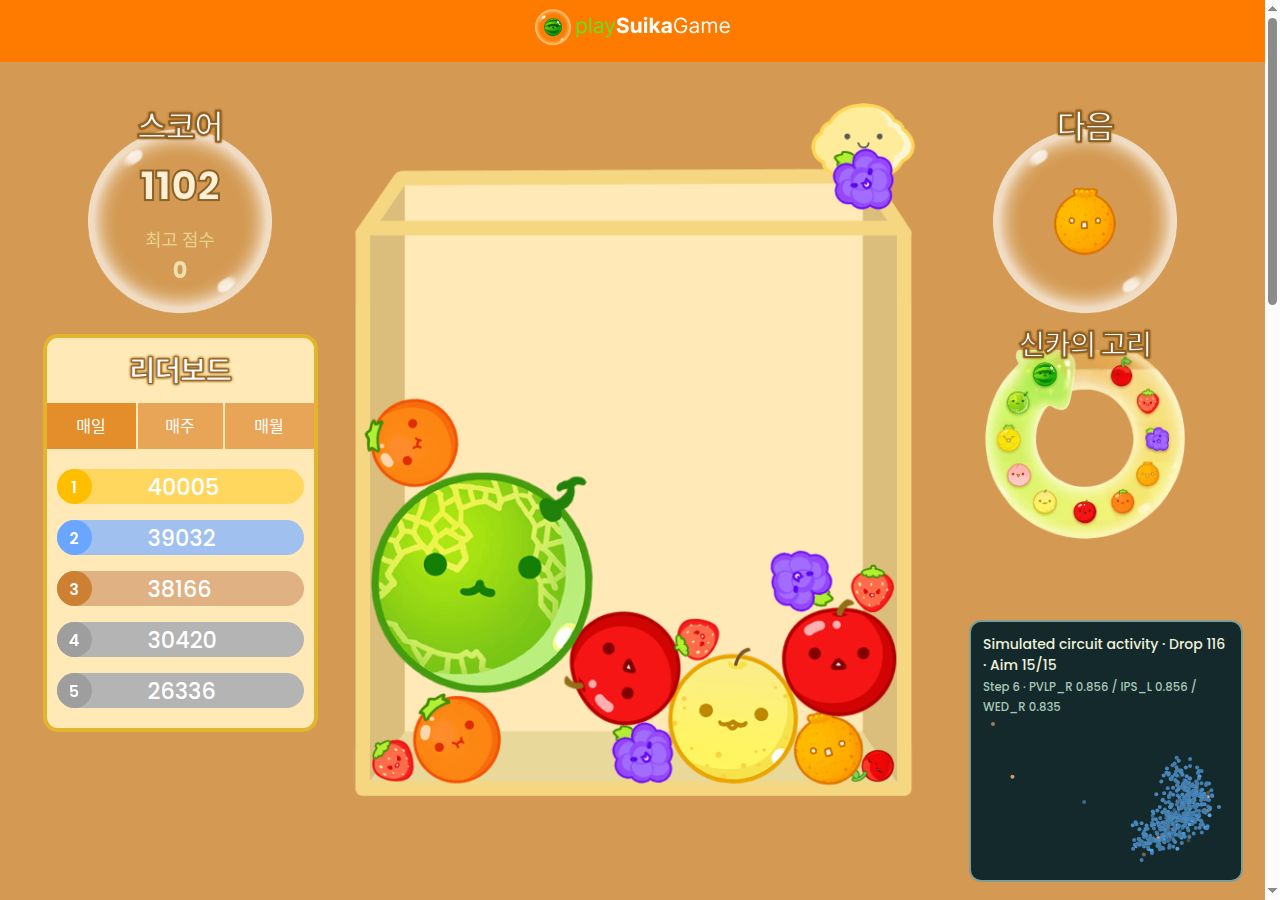 playSuikaGame
스코어
1102
최고 점수
0
다음
신카의 고리
리더보드
매일
매주
매월
1 40005
2 39032
3 38166
4 30420
5 26336
Simulated circuit activity · Drop 116
· Aim 15/15
Step 6 · PVLP_R 0.856 / IPS_L 0.856 /
WED_R 0.835